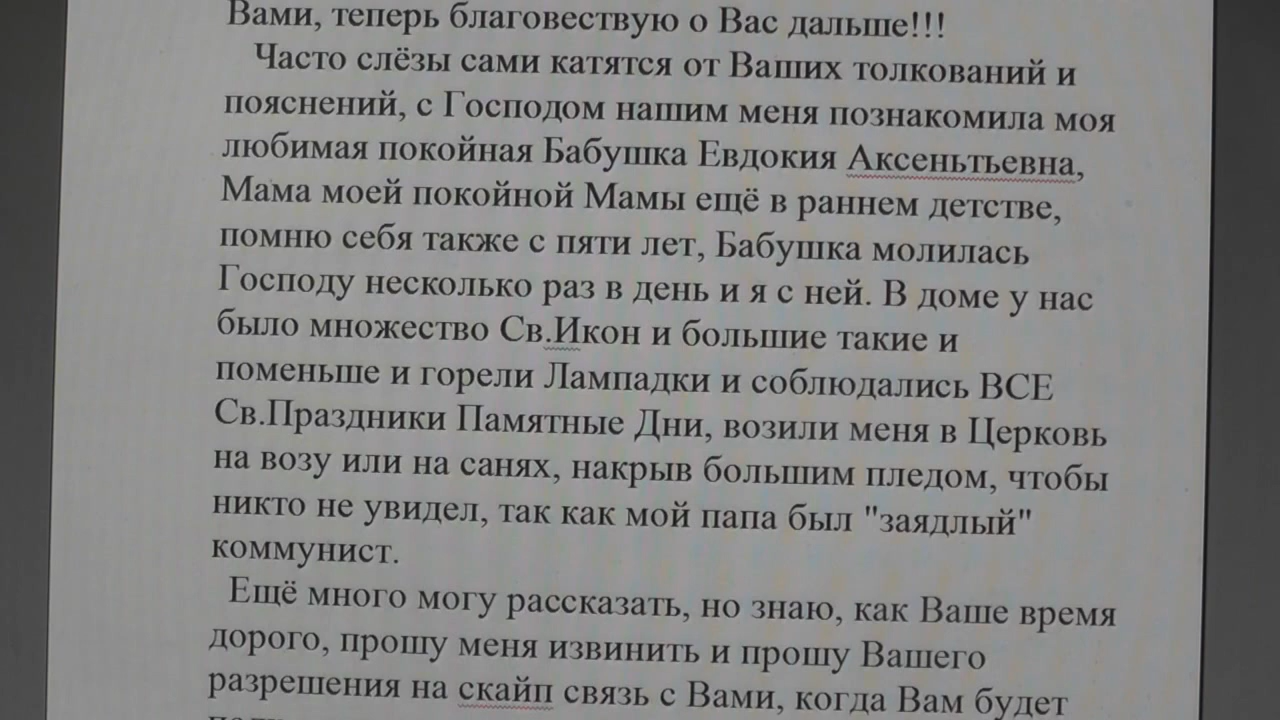 Вами, теперь благовествую о Вас дальше!!!
Часто слёзы сами катятся от Ваших толкований и
пояснений, с Господом нашим меня познакомила моя
любимая покойная Бабушка Евдокия Аксеньтьевна,
Мама моей покойной Мамы ещё в раннем детстве,
помню себя также с пяти лет, Бабушка молилась
Господу несколько раз в день и я с ней. В доме у нас
было множество Св.Икон и большие такие и
поменьше и горели Лампадки и соблюдались ВСЕ
Св.Праздники Памятные Дни, возили меня в Церковь
на возу или на санях, накрыв большим пледом, чтобы
никто не увидел, так как мой папа был "заядлый"
коммунист.
Ещё много могу рассказать, но знаю, как Ваше время
дорого, прошу меня извинить и прошу Вашего
разрешения на скайп связь с Вами, когда Вам будет